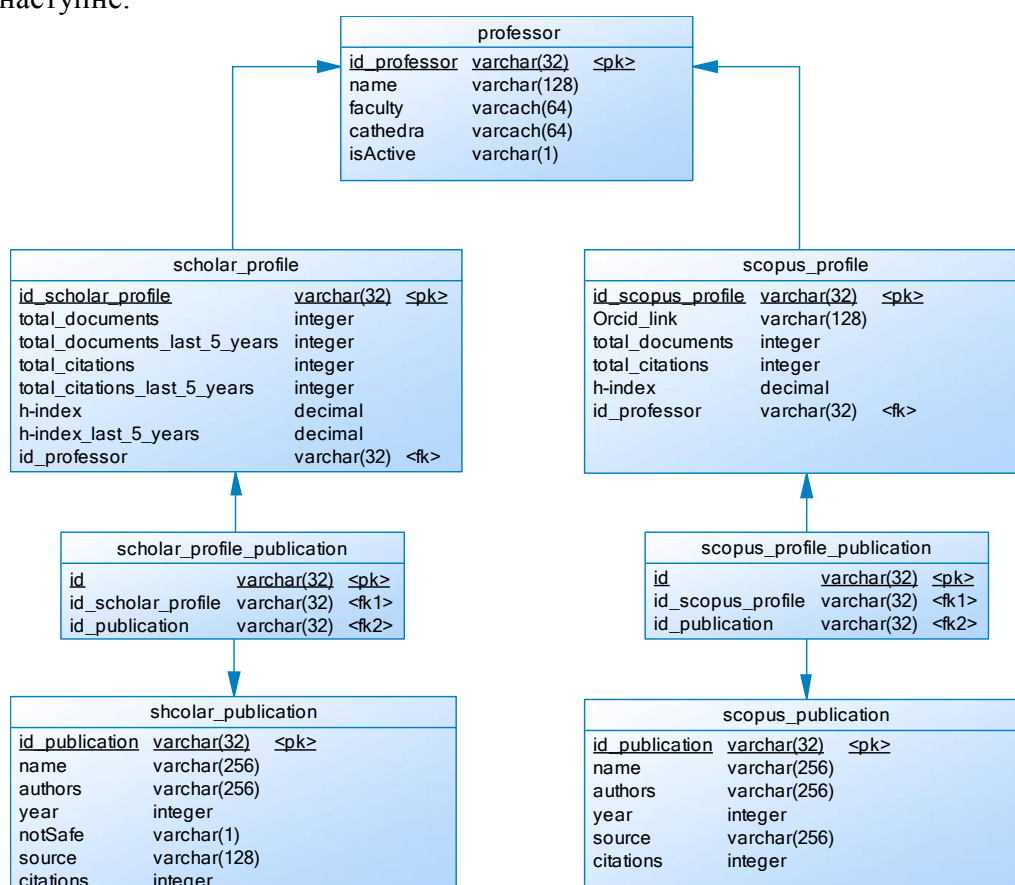 наступне:
professor
id_professor varchar(32) <pk>
name varchar(128)
faculty varcach(64)
cathedra varcach(64)
isActive varchar(1)
scholar_profile
id_scholar_profile varchar(32) <pk>
total_documents integer
total_documents_last_5_years integer
total_citations integer
total_citations_last_5_years integer
h-index decimal
h-index_last_5_years decimal
id_professor varchar(32) <fk>
scopus_profile
id_scopus_profile varchar(32) <pk>
Orcid_link varchar(128)
total_documents integer
total_citations integer
h-index decimal
id_professor varchar(32) <fk>
scholar_profile_publication
id varchar(32) <pk>
id_scholar_profile varchar(32) <fk1>
id_publication varchar(32) <fk2>
scopus_profile_publication
id varchar(32) <pk>
id_scopus_profile varchar(32) <fk1>
id_publication varchar(32) <fk2>
shcolar_publication
id_publication varchar(32) <pk>
name varchar(256)
authors varchar(256)
year integer
notSafe varchar(1)
source varchar(128)
citations integer
scopus_publication
id_publication varchar(32) <pk>
name varchar(256)
authors varchar(256)
year integer
source varchar(256)
citations integer